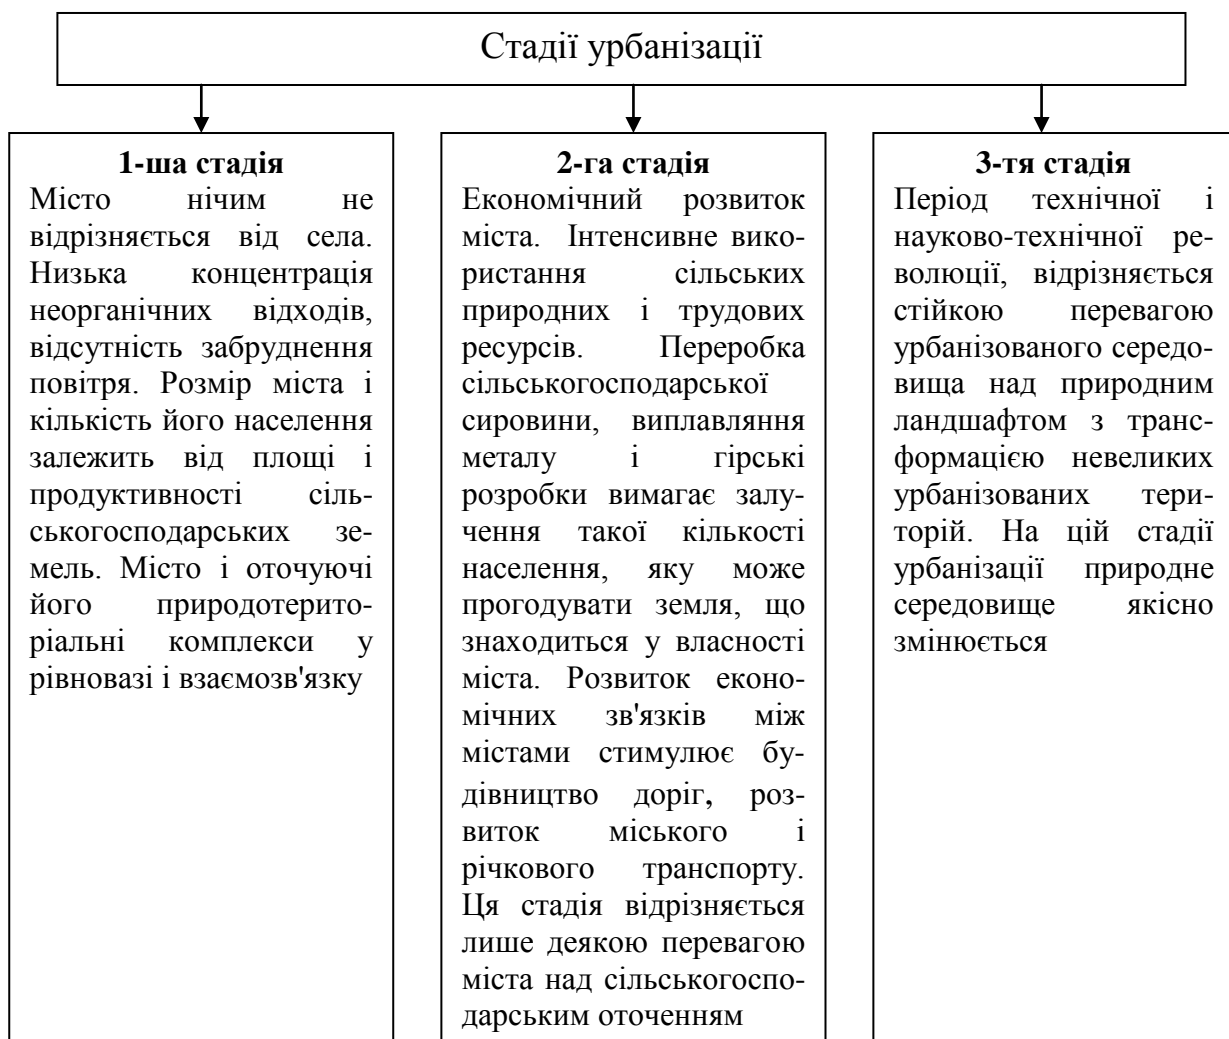 Стадії урбанізації
1-ша стадія
Місто нічим не
відрізняється від села.
Низька концентрація
неорганічних відходів,
відсутність забруднення
повітря. Розмір міста і
кількість його населення
залежить від площі і
продуктивності сіль-
ськогосподарських зе-
мель. Місто і оточуючі
його природотерито-
ріальні комплекси у
рівновазі і взаємозв'язку
2-га стадія
Економічний розвиток
міста. Інтенсивне вико-
ристання сільських
природних і трудових
ресурсів. Переробка
сільськогосподарської
сировини, виплавляння
металу і гірські
розробки вимагає залу-
чення такої кількості
населення, яку може
прогодувати земля, що
знаходиться у власності
міста. Розвиток еконо-
мічних зв'язків між
містами стимулює бу-
дівництво доріг, роз-
виток міського і
річкового транспорту.
Ця стадія відрізняється
лише деякою перевагою
міста над сільськогоспо-
дарським оточенням
3-тя стадія
Період технічної і
науково-технічної ре-
волюції, відрізняється
стійкою перевагою
урбанізованого середо-
вища над природним
ландшафтом з транс-
формацією невеликих
урбанізованих тери-
торій. На цій стадії
урбанізації природне
середовище якісно
змінюється